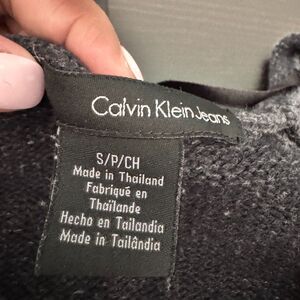 Calvin Klein Jeans
S/P/CH
Made in Thailand
Fabriqué en
Thaïlande
Hecho en Tailandia
Made in Tailândia